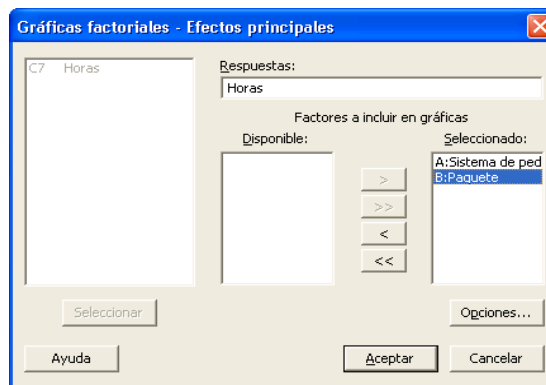 Gráficas factoriales - Efectos principales
C7 Horas
Respuestas:
Horas
Factores a incluir en gráficas
Disponible:
Seleccionado:
A:Sistema de ped
B:Paquete
>
>>
<
<<
Seleccionar
Opciones...
Ayuda
Aceptar
Cancelar